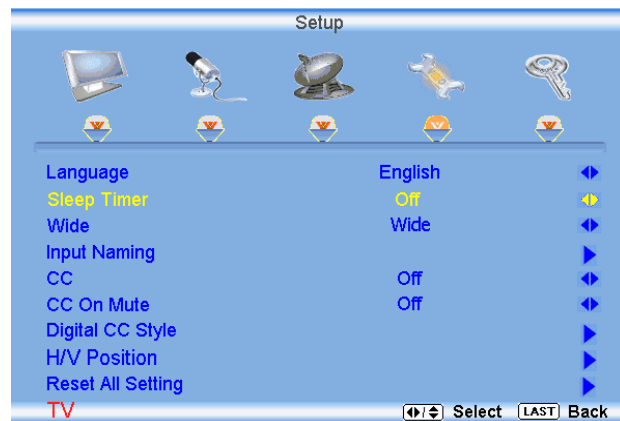 Setup
Language English
Sleep Timer Off
Wide Wide
Input Naming
CC Off
CC On Mute Off
Digital CC Style
H/V Position
Reset All Setting
TV Select LAST Back